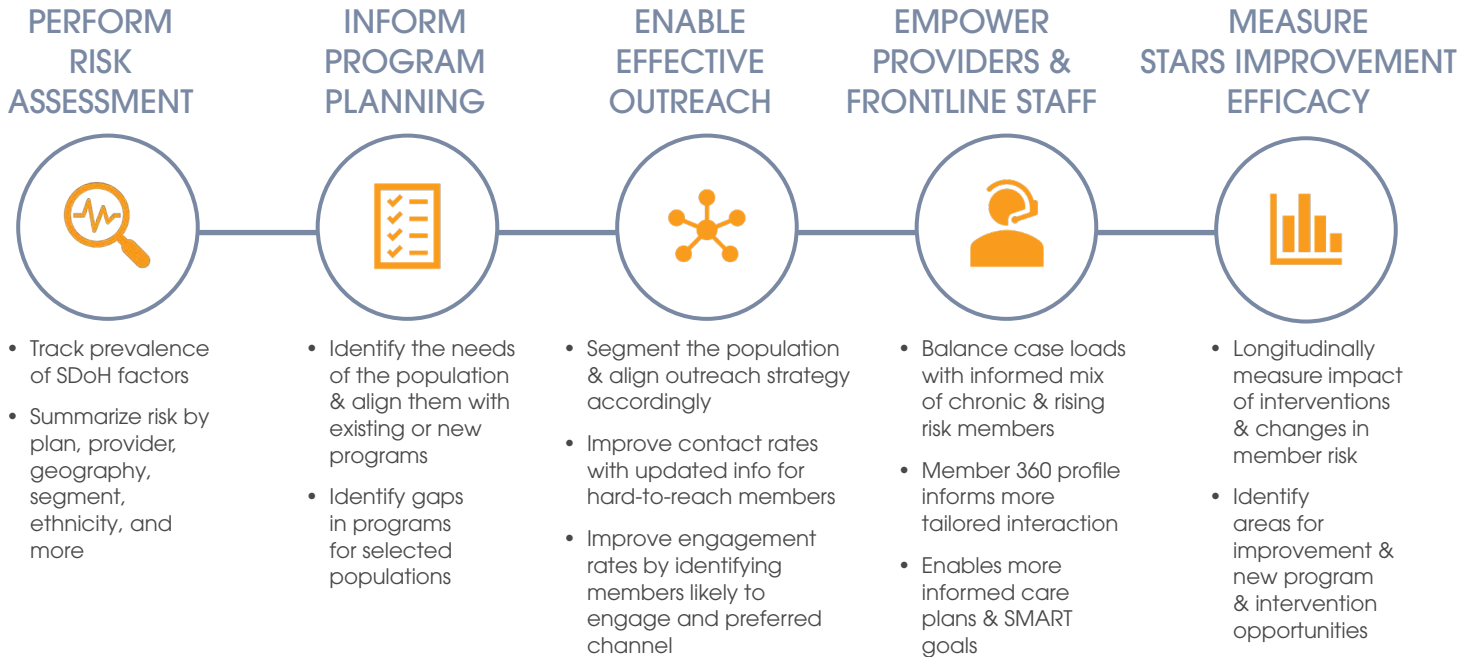 PERFORM
RISK
ASSESSMENT
• Track prevalence
of SDoH factors
• Summarize risk by
plan, provider,
geography,
segment,
ethnicity, and
more
INFORM
PROGRAM
PLANNING
• Identify the needs
of the population
& align them with
existing or new
programs
• Identify gaps
in programs
for selected
populations
ENABLE
EFFECTIVE
OUTREACH
• Segment the population
& align outreach strategy
accordingly
• Improve contact rates
with updated info for
hard-to-reach members
• Improve engagement
rates by identifying
members likely to
engage and preferred
channel
EMPOWER
PROVIDERS &
FRONTLINE STAFF
• Balance case loads
with informed mix
of chronic & rising
risk members
• Member 360 profile
informs more
tailored interaction
• Enables more
informed care
plans & SMART
goals
MEASURE
STARS IMPROVEMENT
EFFICACY
• Longitudinally
measure impact
of interventions
& changes in
member risk
• Identify
areas for
improvement &
new program
& intervention
opportunities